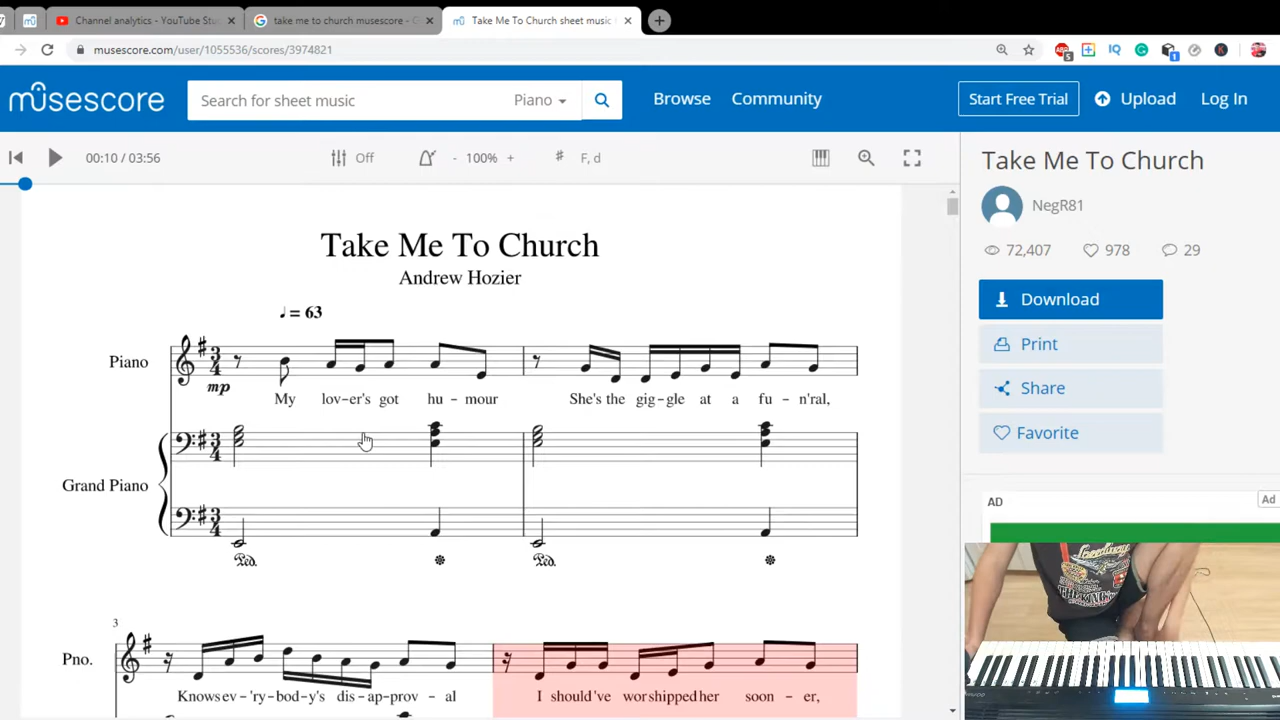 Channel analytics - YouTube Stu
take me to church musescore - G
Take Me To Church sheet music
musescore.com/user/1055536/scores/3974821
5
1
musescore
Search for sheet music
Piano
Browse
Community
Start Free Trial
Upload
Log In
00:10 / 03:56
Off
- 100% +
F, d
Take Me To Church
NegR81
72,407
978
29
Download
Print
Share
Favorite
AD
Ad
Take Me To Church
Andrew Hozier
= 63
Piano
mp
My lov-er's got hu-mour She's the gig-gle at a fu-n'ral,
Grand Piano
Ped. Ped.
3
Pno.
Knows ev-'ry-bod-y's dis-ap-prov-al I should've worshipped her soon-er,